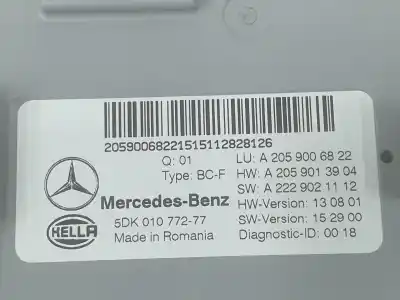 20590068221515112828126
Q: 01 LU: A 205 900 68 22
Type: BC-F HW: A 205 901 39 04
SW: A 222 902 11 12
Mercedes-Benz HW-Version: 13 08 01
5DK 010 772-77 SW-Version: 15 29 00
HELLA Made in Romania Diagnostic-ID: 00 18